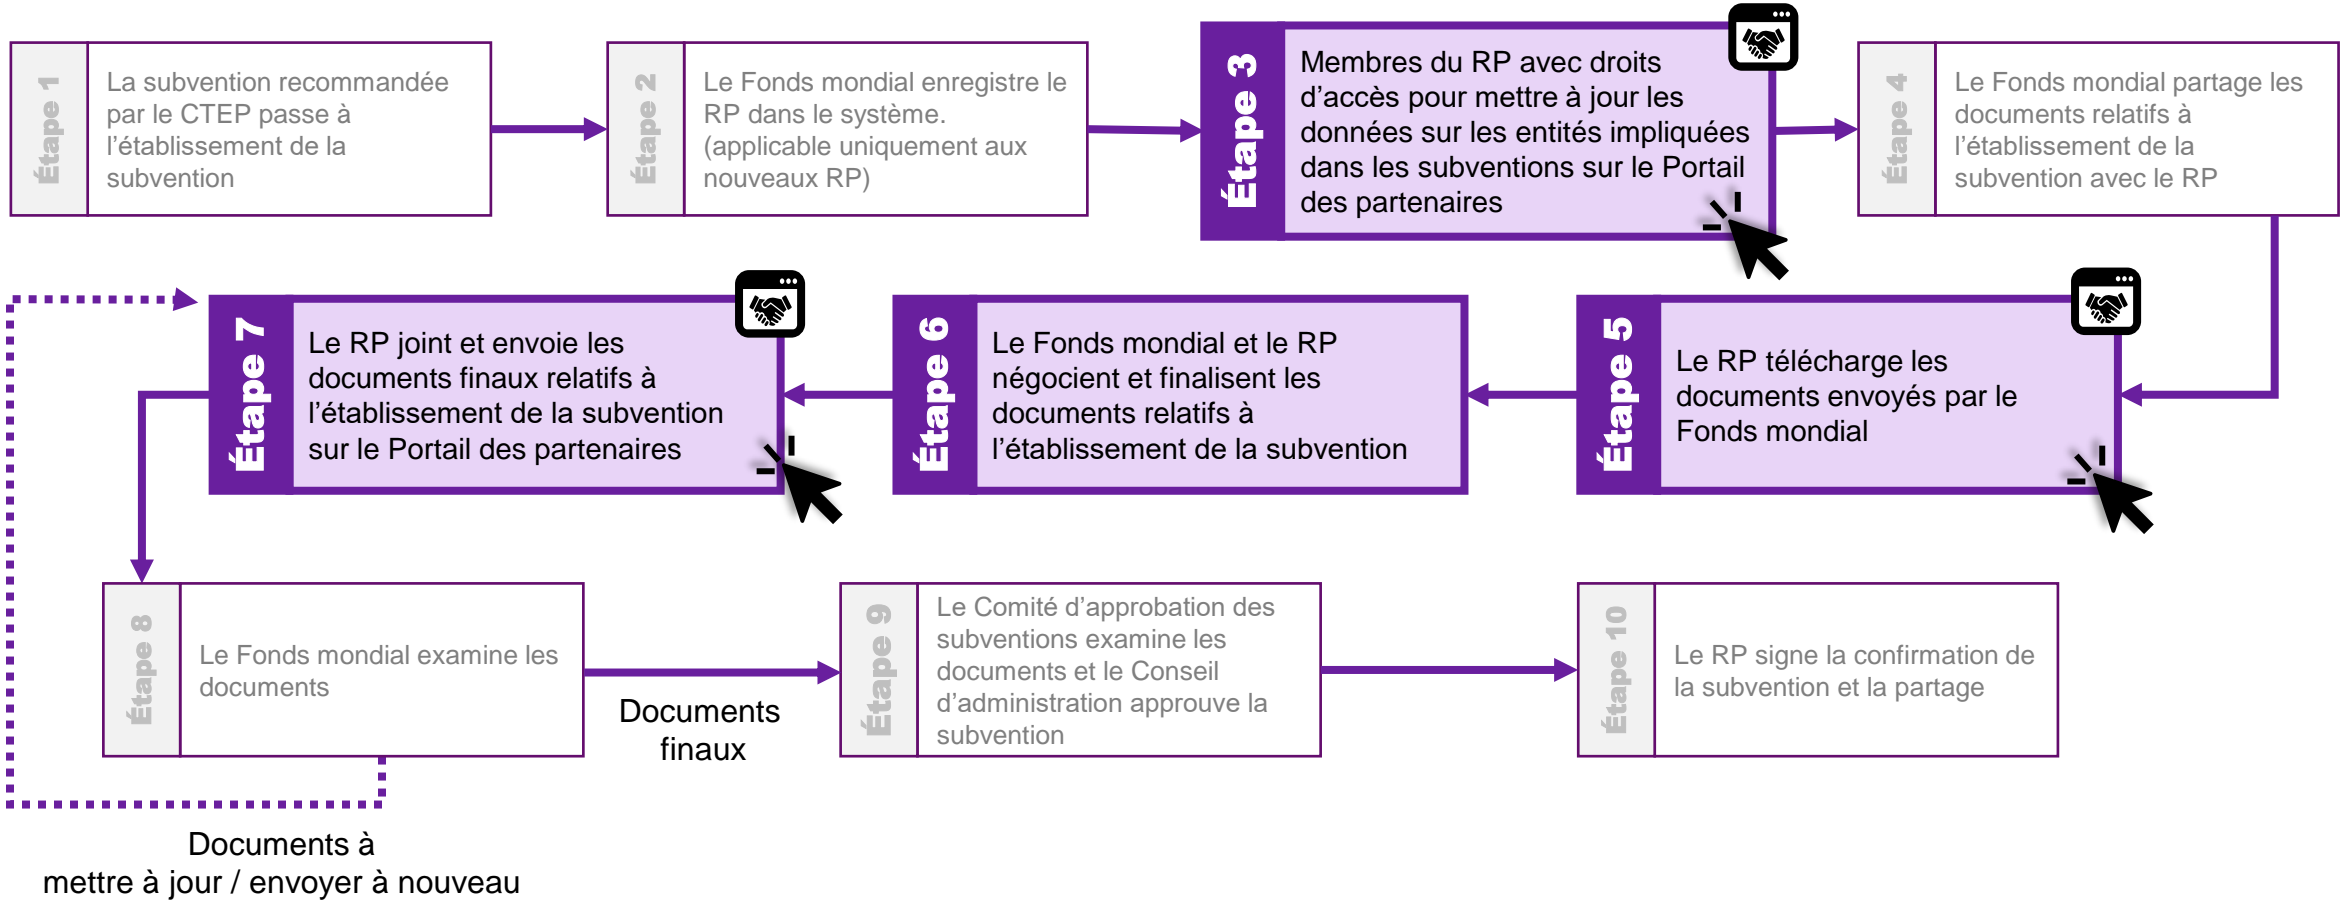 Étape 1
La subvention recommandée
par le CTEP passe à
l’établissement de la
subvention
Étape 2
Le Fonds mondial enregistre le
RP dans le système.
(applicable uniquement aux
nouveaux RP)
Étape 3
Membres du RP avec droits
d’accès pour mettre à jour les
données sur les entités impliquées
dans les subventions sur le Portail
des partenaires
Étape 4
Le Fonds mondial partage les
documents relatifs à
l’établissement de la
subvention avec le RP
Étape 5
Le RP télécharge les
documents envoyés par le
Fonds mondial
Étape 6
Le Fonds mondial et le RP
négocient et finalisent les
documents relatifs à
l’établissement de la subvention
Étape 7
Le RP joint et envoie les
documents finaux relatifs à
l’établissement de la subvention
sur le Portail des partenaires
Étape 8
Le Fonds mondial examine les
documents
Documents
finaux
Étape 9
Le Comité d’approbation des
subventions examine les
documents et le Conseil
d’administration approuve la
subvention
Étape 10
Le RP signe la confirmation de
la subvention et la partage
Documents à
mettre à jour / envoyer à nouveau